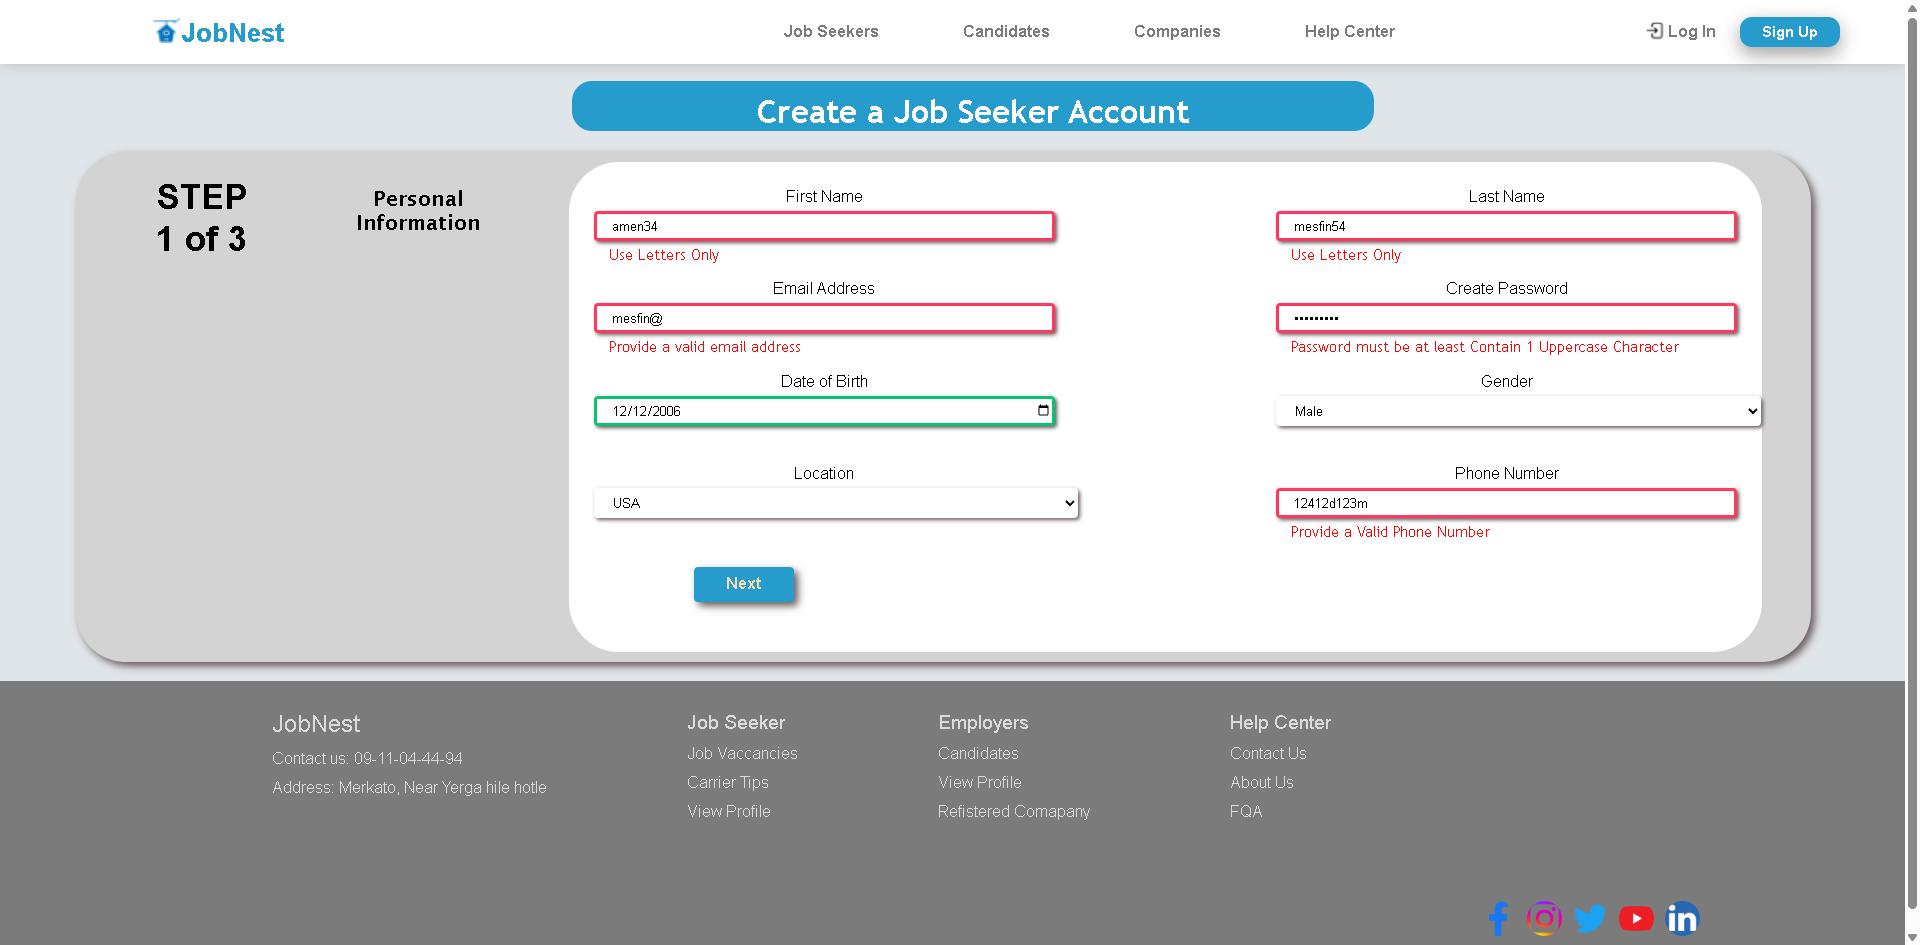 JobNest
Job Seekers
Candidates
Companies
Help Center
Log In
Sign Up
Create a Job Seeker Account
STEP
1 of 3
Personal
Information
First Name
Last Name
amen34
mesfin54
Use Letters Only
Use Letters Only
Email Address
Create Password
mesfin@
•••••••••
Provide a valid email address
Password must be at least Contain 1 Uppercase Character
Date of Birth
Gender
12/12/2006
Male
Location
Phone Number
USA
12412d123m
Provide a Valid Phone Number
Next
JobNest
Contact us: 09-11-04-44-94
Address: Merkato, Near Yerga hile hotle
Job Seeker
Job Vaccancies
Carrier Tips
View Profile
Employers
Candidates
View Profile
Refistered Comapany
Help Center
Contact Us
About Us
FQA
in